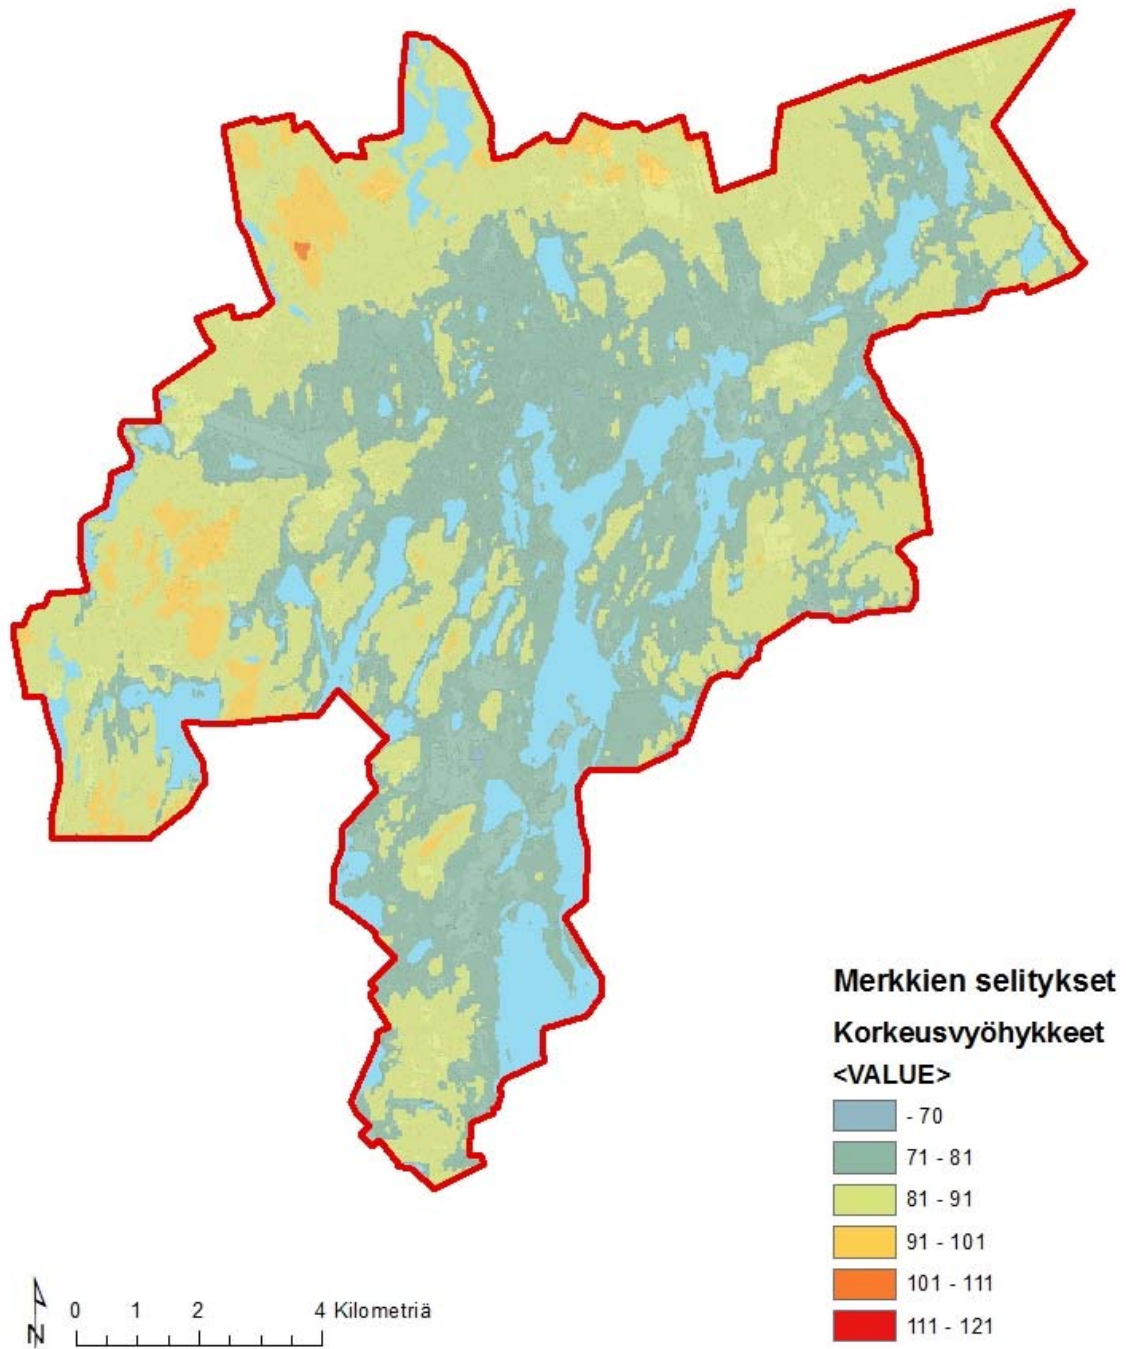 Merkkien selitykset
Korkeusvyöhykkeet
<VALUE>
- 70
71 - 81
81 - 91
91 - 101
101 - 111
111 - 121
N
0 1 2 4 Kilometriä